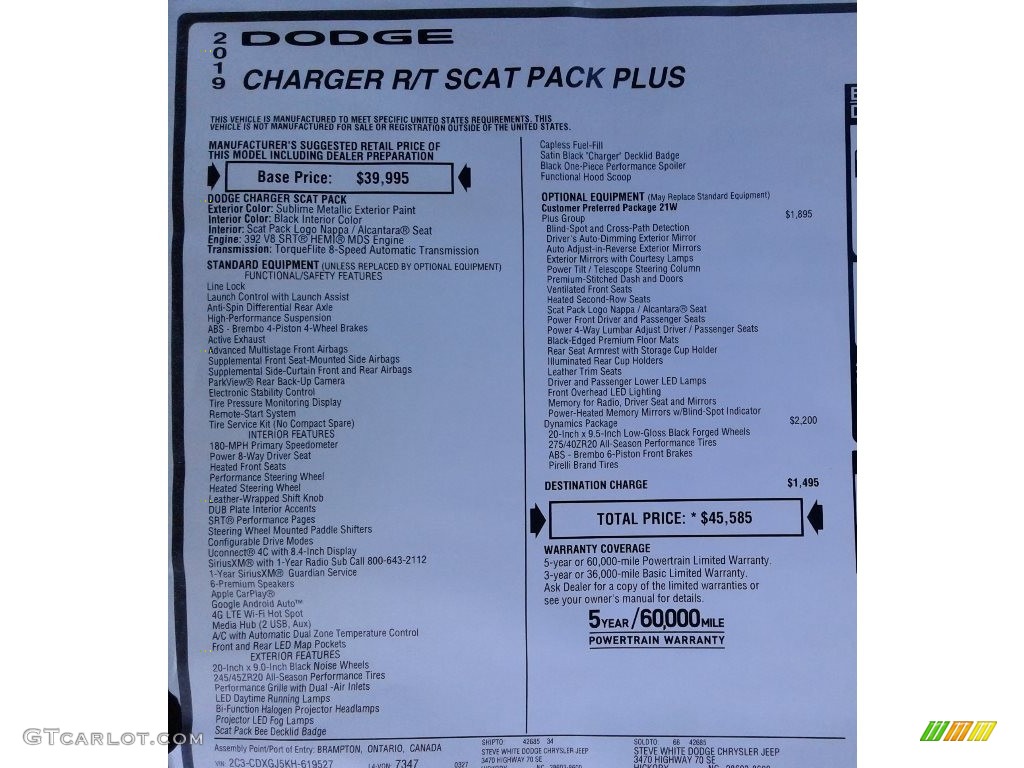 2019
DODGE
CHARGER R/T SCAT PACK PLUS
THIS VEHICLE IS MANUFACTURED TO MEET SPECIFIC UNITED STATES REQUIREMENTS. THIS
VEHICLE IS NOT MANUFACTURED FOR SALE OR REGISTRATION OUTSIDE OF THE UNITED STATES.
MANUFACTURER'S SUGGESTED RETAIL PRICE OF
THIS MODEL INCLUDING DEALER PREPARATION
Base Price: $39,995
DODGE CHARGER SCAT PACK
Exterior Color: Sublime Metallic Exterior Paint
Interior Color: Black Interior Color
Interior: Scat Pack Logo Nappa / Alcantara® Seat
Engine: 392 V8 SRT® HEMI® MDS Engine
Transmission: TorqueFlite 8-Speed Automatic Transmission
STANDARD EQUIPMENT (UNLESS REPLACED BY OPTIONAL EQUIPMENT)
FUNCTIONAL/SAFETY FEATURES
Line Lock
Launch Control with Launch Assist
Anti-Spin Differential Rear Axle
High-Performance Suspension
ABS - Brembo 4-Piston 4-Wheel Brakes
Active Exhaust
Advanced Multistage Front Airbags
Supplemental Front Seat-Mounted Side Airbags
Supplemental Side-Curtain Front and Rear Airbags
ParkView® Rear Back-Up Camera
Electronic Stability Control
Tire Pressure Monitoring Display
Remote-Start System
Tire Service Kit (No Compact Spare)
INTERIOR FEATURES
180-MPH Primary Speedometer
Power 8-Way Driver Seat
Heated Front Seats
Performance Steering Wheel
Heated Steering Wheel
Leather-Wrapped Shift Knob
DUB Plate Interior Accents
SRT® Performance Pages
Steering Wheel Mounted Paddle Shifters
Configurable Drive Modes
Uconnect® 4C with 8.4-Inch Display
SiriusXM® with 1-Year Radio Sub Call 800-643-2112
1-Year SiriusXM® Guardian Service
6-Premium Speakers
Apple CarPlay®
Google Android Auto™
4G LTE Wi-Fi Hot Spot
Media Hub (2 USB, Aux)
A/C with Automatic Dual Zone Temperature Control
Front and Rear LED Map Pockets
EXTERIOR FEATURES
20-Inch x 9.0-Inch Black Noise Wheels
245/45ZR20 All-Season Performance Tires
Performance Grille with Dual -Air Inlets
LED Daytime Running Lamps
Bi-Function Halogen Projector Headlamps
Projector LED Fog Lamps
Scat Pack Bee Decklid Badge
Capless Fuel-Fill
Satin Black "Charger" Decklid Badge
Black One-Piece Performance Spoiler
Functional Hood Scoop
OPTIONAL EQUIPMENT (May Replace Standard Equipment)
Customer Preferred Package 21W
Plus Group $1,895
Blind-Spot and Cross-Path Detection
Driver's Auto-Dimming Exterior Mirror
Auto Adjust-in-Reverse Exterior Mirrors
Exterior Mirrors with Courtesy Lamps
Power Tilt / Telescope Steering Column
Premium-Stitched Dash and Doors
Ventilated Front Seats
Heated Second-Row Seats
Scat Pack Logo Nappa / Alcantara® Seat
Power Front Driver and Passenger Seats
Power 4-Way Lumbar Adjust Driver / Passenger Seats
Black-Edged Premium Floor Mats
Rear Seat Armrest with Storage Cup Holder
Illuminated Rear Cup Holders
Leather Trim Seats
Driver and Passenger Lower LED Lamps
Front Overhead LED Lighting
Memory for Radio, Driver Seat and Mirrors
Power-Heated Memory Mirrors w/Blind-Spot Indicator
Dynamics Package $2,200
20-Inch x 9.5-Inch Low-Gloss Black Forged Wheels
275/40ZR20 All-Season Performance Tires
ABS - Brembo 6-Piston Front Brakes
Pirelli Brand Tires
DESTINATION CHARGE $1,495
TOTAL PRICE: * $45,585
WARRANTY COVERAGE
5-year or 60,000-mile Powertrain Limited Warranty.
3-year or 36,000-mile Basic Limited Warranty.
Ask Dealer for a copy of the limited warranties or
see your owner's manual for details.
5 YEAR / 60,000 MILE
POWERTRAIN WARRANTY
Assembly Point/Port of Entry: BRAMPTON, ONTARIO, CANADA
VIN: 2C3-CDXGJ5KH-619527 L4-VON: 7347 0327
SHIPTO: 42685 34
STEVE WHITE DODGE CHRYSLER JEEP
3470 HIGHWAY 70 SE
HICKORY NC 28602-8600
SOLDTO: 66 42685
STEVE WHITE DODGE CHRYSLER JEEP
3470 HIGHWAY 70 SE
HICKORY
GTCARLOT.COM